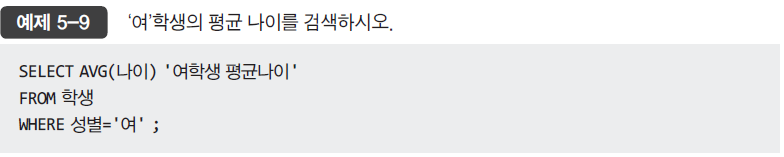 예제 5-9 '여'학생의 평균 나이를 검색하시오.
SELECT AVG(나이) '여학생 평균나이'
FROM 학생
WHERE 성별='여' ;